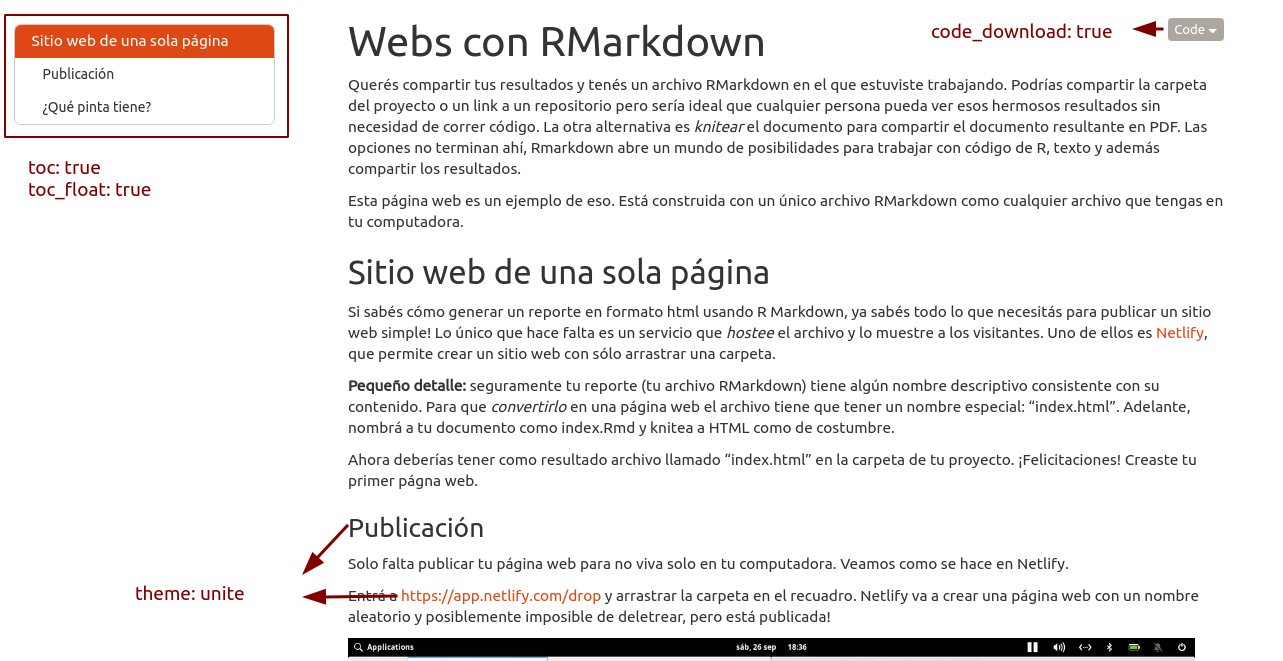 Sitio web de una sola página
Publicación
¿Qué pinta tiene?
toc: true
toc_float: true
theme: unite
code_download: true
Code
Webs con RMarkdown
Querés compartir tus resultados y tenés un archivo RMarkdown en el que estuviste trabajando. Podrías compartir la carpeta
del proyecto o un link a un repositorio pero sería ideal que cualquier persona pueda ver esos hermosos resultados sin
necesidad de correr código. La otra alternativa es knitear el documento para compartir el documento resultante en PDF. Las
opciones no terminan ahí, Rmarkdown abre un mundo de posibilidades para trabajar con código de R, texto y además
compartir los resultados.
Esta página web es un ejemplo de eso. Está construida con un único archivo RMarkdown como cualquier archivo que tengas en
tu computadora.
Sitio web de una sola página
Si sabés cómo generar un reporte en formato html usando R Markdown, ya sabés todo lo que necesitás para publicar un sitio
web simple! Lo único que hace falta es un servicio que hostee el archivo y lo muestre a los visitantes. Uno de ellos es Netlify,
que permite crear un sitio web con sólo arrastrar una carpeta.
Pequeño detalle: seguramente tu reporte (tu archivo RMarkdown) tiene algún nombre descriptivo consistente con su
contenido. Para que convertirlo en una página web el archivo tiene que tener un nombre especial: “index.html”. Adelante,
nombrá a tu documento como index.Rmd y knitea a HTML como de costumbre.
Ahora deberías tener como resultado archivo llamado “index.html” en la carpeta de tu proyecto. ¡Felicitaciones! Creaste tu
primer págna web.
Publicación
Solo falta publicar tu página web para no viva solo en tu computadora. Veamos como se hace en Netlify.
Entrá a https://app.netlify.com/drop y arrastrar la carpeta en el recuadro. Netlify va a crear una página web con un nombre
aleatorio y posiblemente imposible de deletrear, pero está publicada!
Applications sáb, 26 sep 18:36